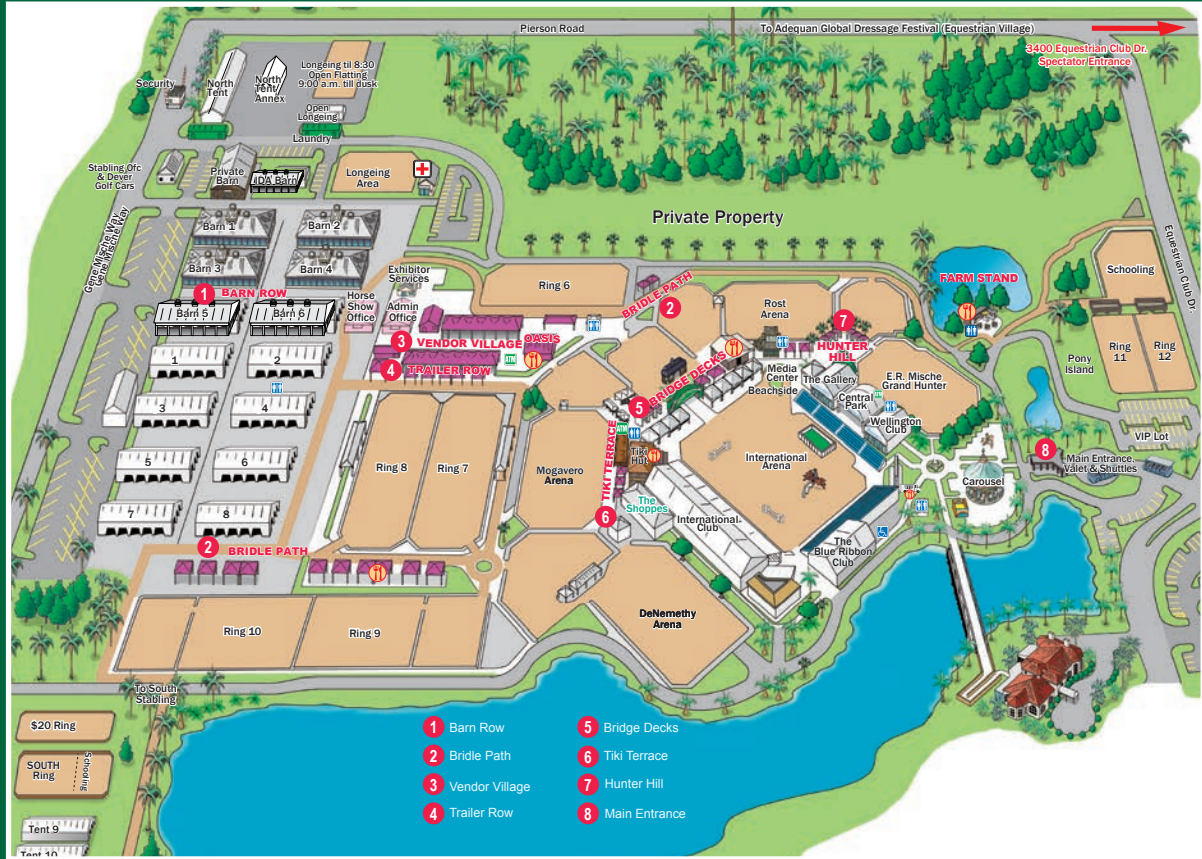 Pierson Road
To Adequan Global Dressage Festival (Equestrian Village)
3400 Equestrian Club Dr.
Spectator Entrance
Security
North
Tent
North
Tent
Annex
Longeing til 8:30
Open Flatting
9:00 a.m. till dusk
Open
Longeing
Laundry
Stabling Ofc
& Dever
Golf Cars
Private
Barn
IDA Barn
Longeing
Area
Gene Mische Way
Gene Mische Way
Barn 1
Barn 2
Barn 3
Barn 4
1
BARN ROW
Barn 5
Barn 6
Private Property
Equestrian Club Dr.
Exhibitor
Services
Horse
Show
Office
Admin
Office
Ring 6
BRIDLE PATH
2
Rost
Arena
7
HUNTER
HILL
FARM STAND
Schooling
Ring
11
Ring
12
Pony
Island
3
VENDOR VILLAGE
OASIS
ATM
4
TRAILER ROW
BRIDGE DECKS
5
Media
Center
Beachside
The Gallery
Central
Park
ATM
Wellington
Club
E.R. Mische
Grand Hunter
VIP Lot
8
Main Entrance,
Valet & Shuttles
1
2
3
4
5
6
7
8
Ring 8
Ring 7
Mogavero
Arena
TIKI TERRACE
6
ATM
Tiki
Hut
The
Shoppes
International
Arena
International
Club
The
Blue Ribbon
Club
Carousel
2
BRIDLE PATH
Ring 10
Ring 9
DeNemethy
Arena
To South
Stabling
$20 Ring
SOUTH
Ring
Schooling
Tent 9
Tent 10
1 Barn Row
2 Bridle Path
3 Vendor Village
4 Trailer Row
5 Bridge Decks
6 Tiki Terrace
7 Hunter Hill
8 Main Entrance